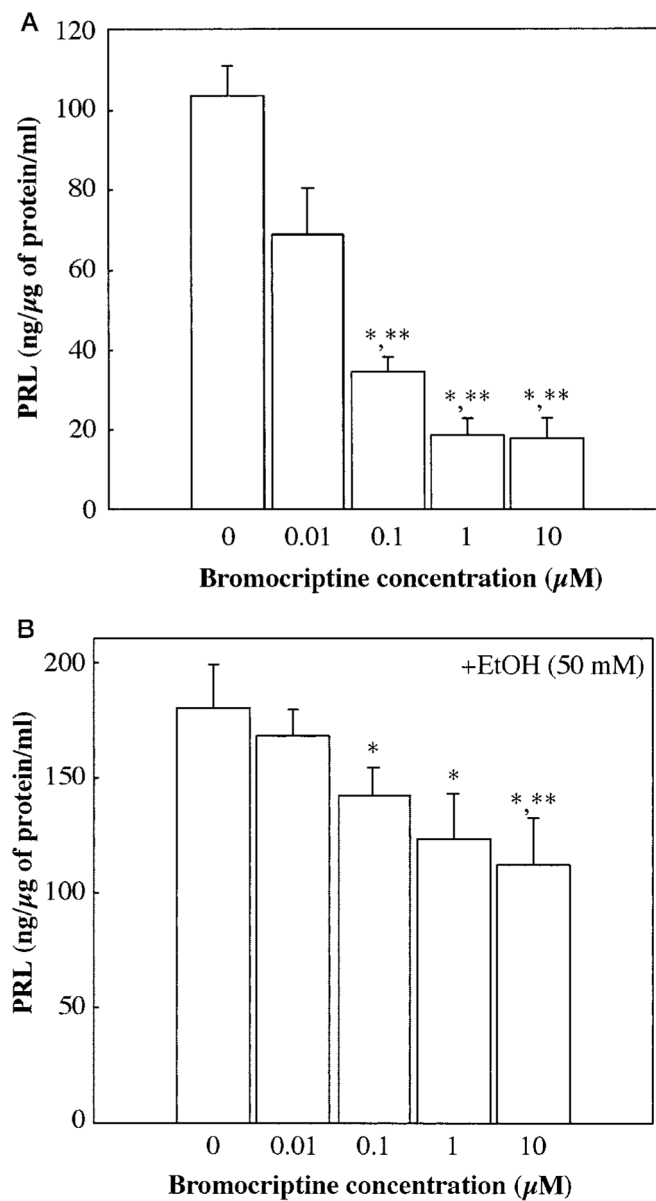 A
120
100
80
60
40
20
0
PRL (ng/µg of protein/ml)
*,**
*,**
*,**
0 0.01 0.1 1 10
Bromocriptine concentration (µM)
B
+EtOH (50 mM)
200
150
100
50
0
PRL (ng/µg of protein/ml)
*
*
*,**
0 0.01 0.1 1 10
Bromocriptine concentration (µM)